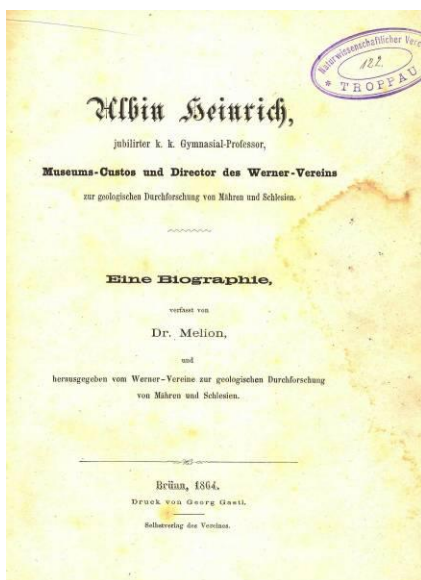 Naturwissenschaftlicher Verein
122.
* TROPPAU
Albin Heinrich,
jubilirter k. k. Gymnasial-Professor,
Museums-Custos und Director des Werner-Vereins
zur geologischen Durchforschung von Mähren und Schlesien.
Eine Biographie,
verfasst von
Dr. Melion,
und
herausgegeben vom Werner-Vereine zur geologischen Durchforschung
von Mähren und Schlesien.
Brünn, 1864.
Druck von Georg Gastl.
Selbstverlag des Vereines.